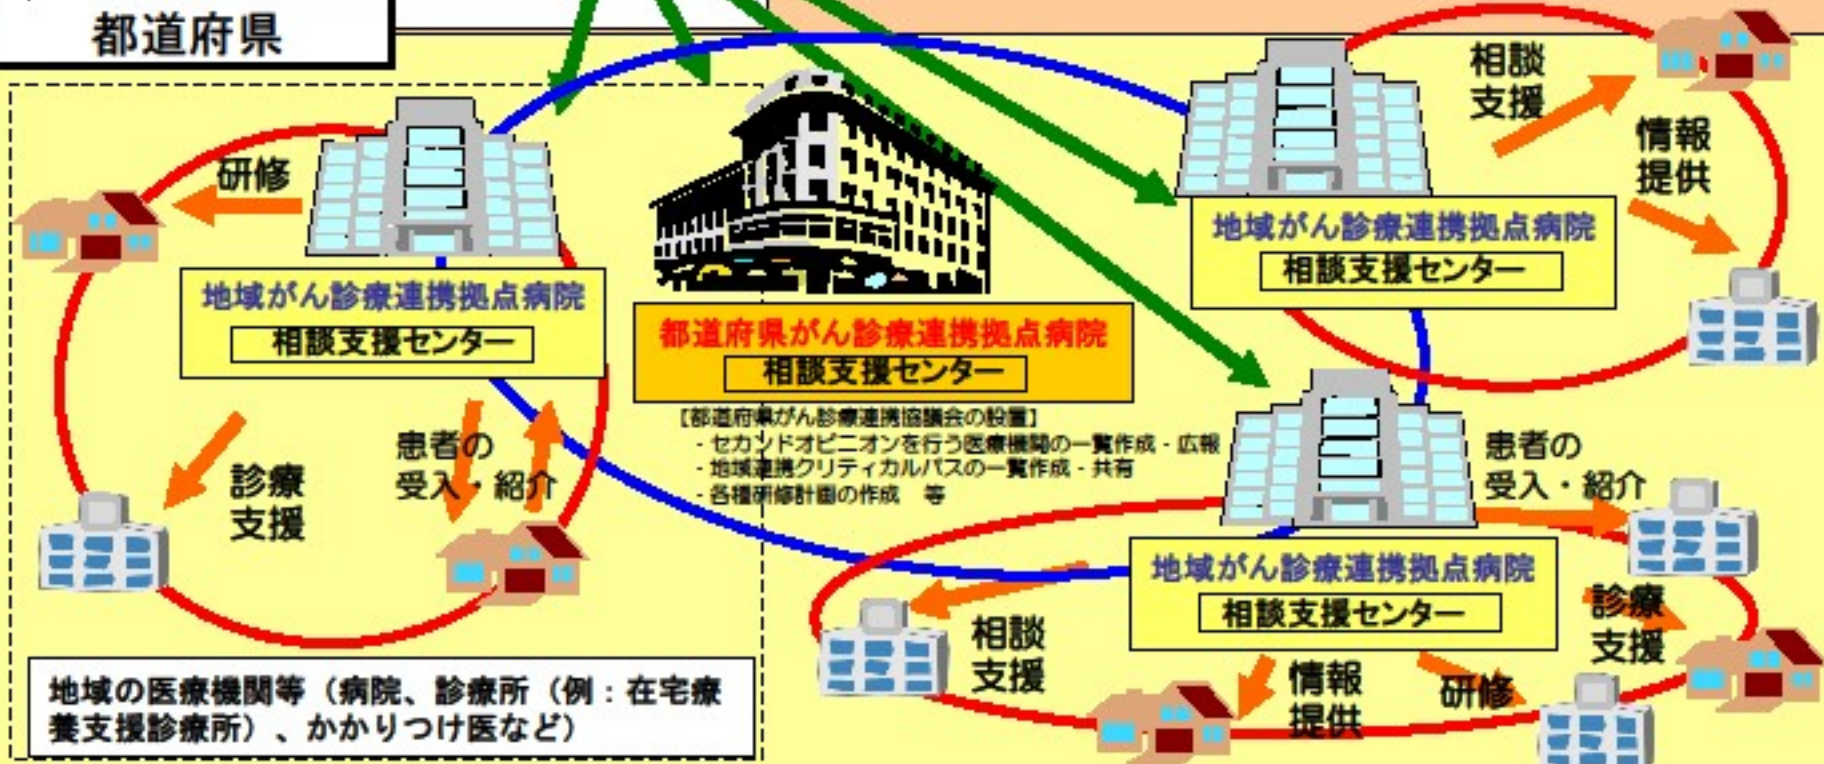 都道府県
相談
支援
情報
提供
研修
地域がん診療連携拠点病院
相談支援センター
地域がん診療連携拠点病院
相談支援センター
都道府県がん診療連携拠点病院
相談支援センター
【都道府県がん診療連携協議会の設置】
- セカンドオピニオンを行う医療機関の一覧作成 - 広報
- 地域連携クリティカルパスの一覧作成 - 共有
- 各種研修計画の作成　等
診療
支援
患者の
受入・紹介
患者の
受入・紹介
地域がん診療連携拠点病院
相談支援センター
相談
支援
情報
提供
研修
診療
支援
地域の医療機関等（病院、診療所（例：在宅療
養支援診療所）、かかりつけ医など）